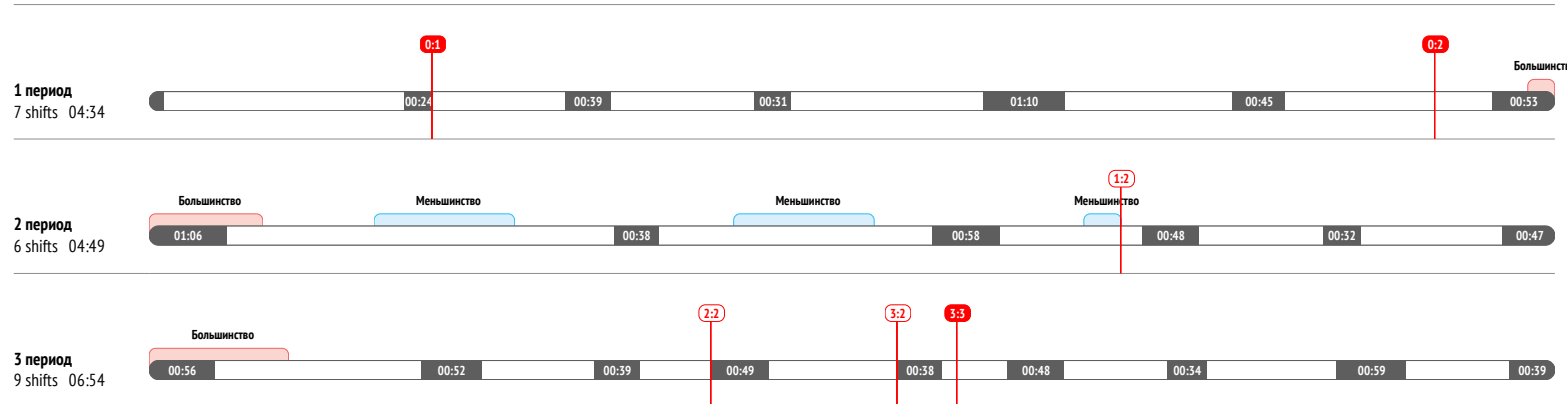 0:1
0:2
Большинств
1 период
7 shifts 04:34
00:24
00:39
00:31
01:10
00:45
00:53
1:2
Большинство
Меньшинство
Меньшинство
Меньшинство
2 период
6 shifts 04:49
01:06
00:38
00:58
00:48
00:32
00:47
2:2
3:2
3:3
Большинство
3 период
9 shifts 06:54
00:56
00:52
00:39
00:49
00:38
00:48
00:34
00:59
00:39